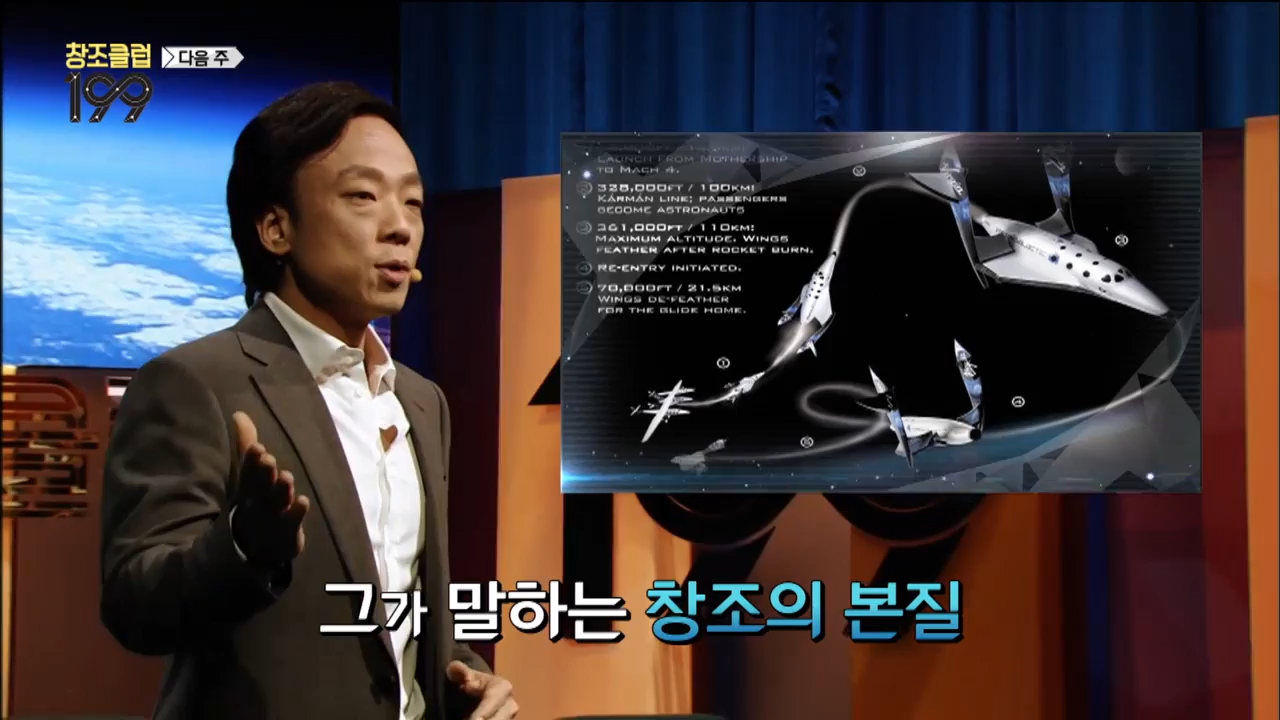 창조클럽
199
다음 주
LAUNCH FROM MOTHERSHIP
TO MACH 4.
328,000FT / 100KM:
KÁRMÁN LINE; PASSENGERS
BECOME ASTRONAUTS
361,000FT / 110KM:
MAXIMUM ALTITUDE. WINGS
FEATHER AFTER ROCKET BURN.
RE-ENTRY INITIATED.
70,000FT / 21.5KM
WINGS DE-FEATHER
FOR THE GLIDE HOME.
그가 말하는 창조의 본질